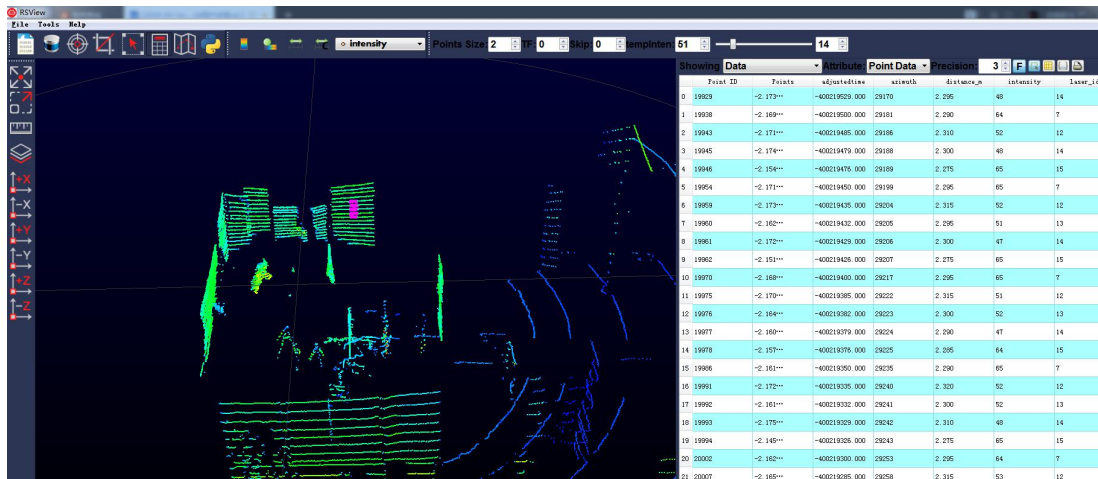 RSView
File Tools Help
intensity Points Size: 2 TF: 0 Skip: 0 tempInten: 51 14
Showing Data Attribute: Point Data Precision: 3 F
+X
-X
+Y
-Y
+Z
-Z
Point ID Points adjustedtime azimuth distance_m intensity laser_id
0 19929 -2.173··· -400219529.000 29170 2.295 48 14
1 19938 -2.169··· -400219500.000 29181 2.290 64 7
2 19943 -2.171··· -400219485.000 29186 2.310 52 12
3 19945 -2.174··· -400219479.000 29188 2.300 48 14
4 19946 -2.154··· -400219476.000 29189 2.275 65 15
5 19954 -2.171··· -400219450.000 29199 2.295 65 7
6 19959 -2.173··· -400219435.000 29204 2.315 52 12
7 19960 -2.162··· -400219432.000 29205 2.295 51 13
8 19961 -2.172··· -400219429.000 29206 2.300 47 14
9 19962 -2.151··· -400219426.000 29207 2.275 65 15
10 19970 -2.168··· -400219400.000 29217 2.295 65 7
11 19975 -2.170··· -400219385.000 29222 2.315 51 12
12 19976 -2.164··· -400219382.000 29223 2.300 52 13
13 19977 -2.160··· -400219379.000 29224 2.290 47 14
14 19978 -2.157··· -400219376.000 29225 2.285 64 15
15 19986 -2.161··· -400219350.000 29235 2.290 65 7
16 19991 -2.172··· -400219335.000 29240 2.320 52 12
17 19992 -2.161··· -400219332.000 29241 2.300 52 13
18 19993 -2.175··· -400219329.000 29242 2.310 48 14
19 19994 -2.145··· -400219326.000 29243 2.275 65 15
20 20002 -2.162··· -400219300.000 29253 2.295 64 7
21 20007 -2.165··· -400219285.000 29258 2.315 53 12